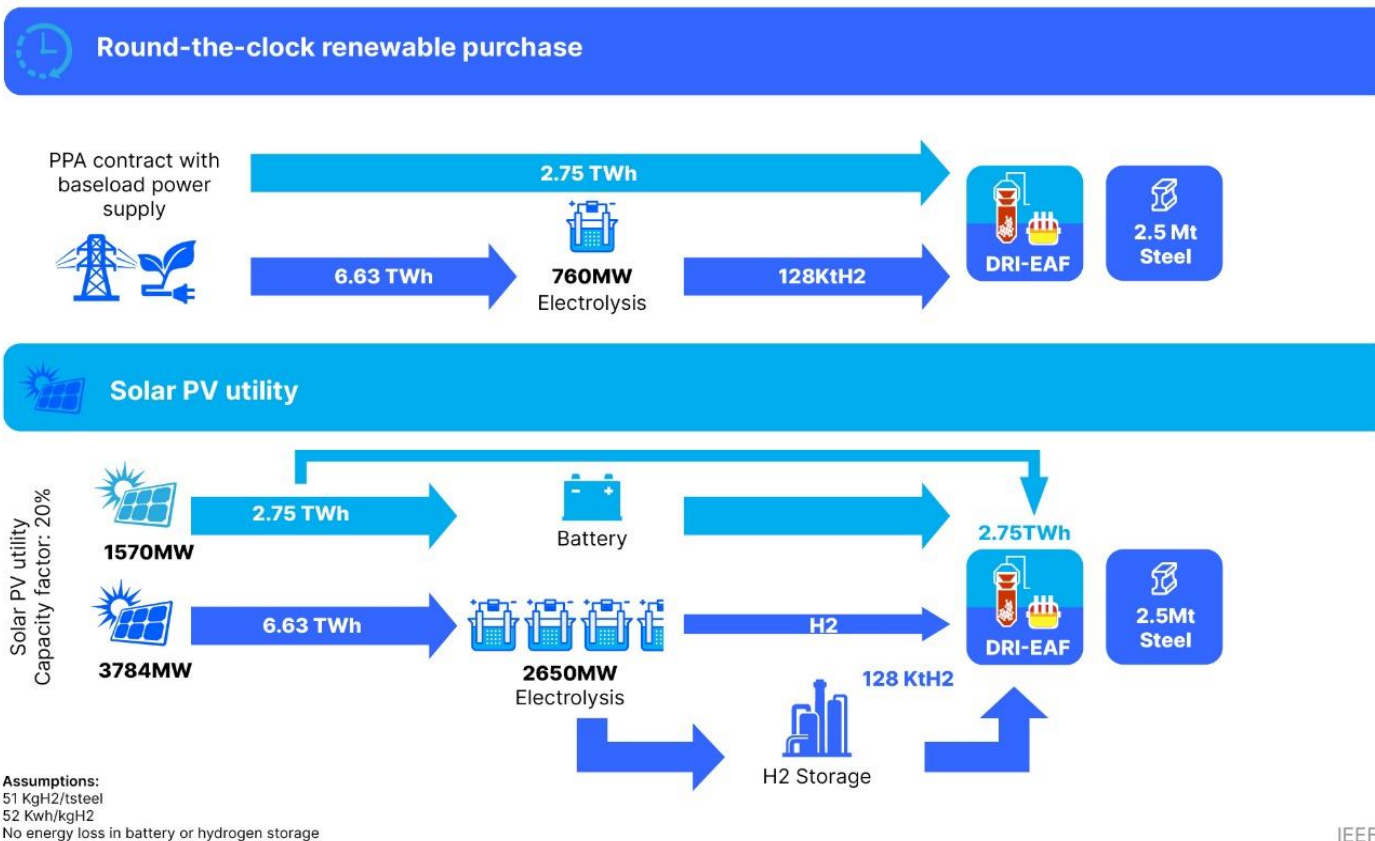 Round-the-clock renewable purchase
PPA contract with
baseload power
supply
2.75 TWh
6.63 TWh
760MW
Electrolysis
128KtH2
DRI-EAF
2.5 Mt
Steel
Solar PV utility
Solar PV utility
Capacity factor: 20%
1570MW
2.75 TWh
Battery
2.75TWh
3784MW
6.63 TWh
2650MW
Electrolysis
H2
DRI-EAF
2.5Mt
Steel
128 KtH2
H2 Storage
Assumptions:
51 KgH2/tsteel
52 Kwh/kgH2
No energy loss in battery or hydrogen storage
IEEF